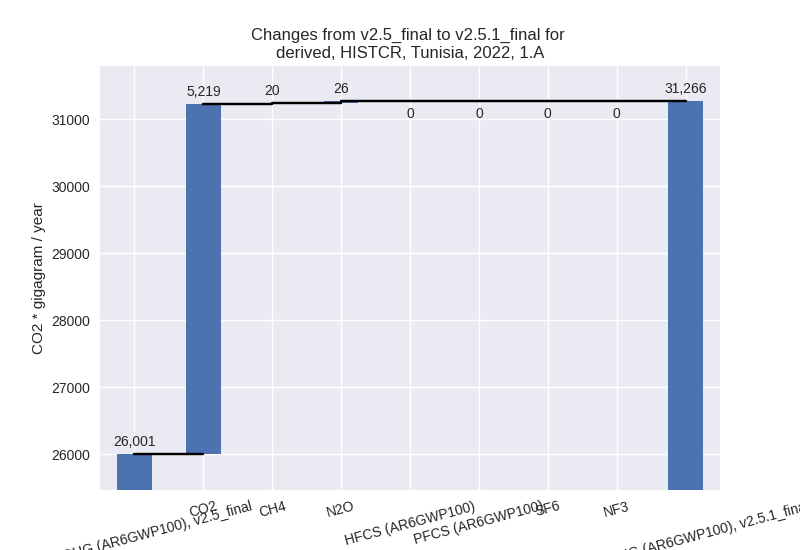 Changes from v2.5_final to v2.5.1_final for
derived, HISTCR, Tunisia, 2022, 1.A
CO2 * gigagram / year
31000
30000
29000
28000
27000
26000
26,001
5,219
20
26
0
0
0
0
31,266
(AR6GWP100), v2.5_final
CO2
CH4
N2O
HFCS (AR6GWP100)
PFCS (AR6GWP100)
SF6
NF3
(AR6GWP100), v2.5.1_fina